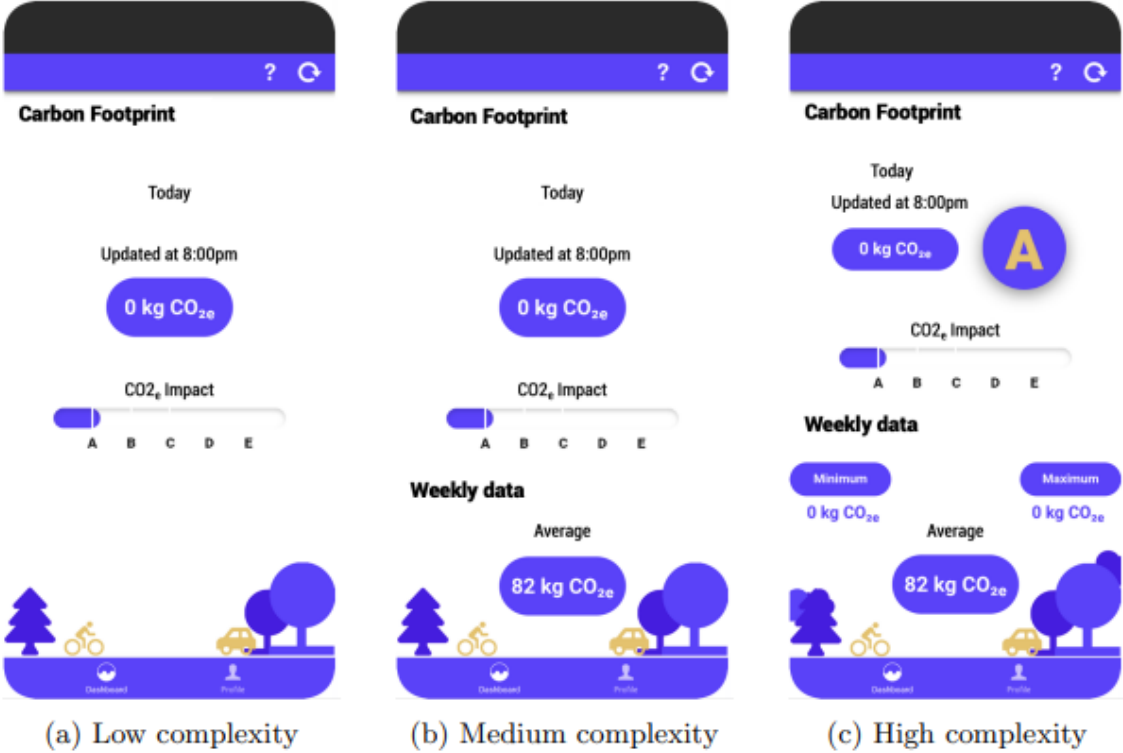 ?
Carbon Footprint
Today
Updated at 8:00pm
0 kg CO₂ₑ
CO2ₑ Impact
A B C D E
Dashboard Profile
(a) Low complexity
?
Carbon Footprint
Today
Updated at 8:00pm
0 kg CO₂ₑ
CO2ₑ Impact
A B C D E
Weekly data
Average
82 kg CO₂ₑ
Dashboard Profile
(b) Medium complexity
?
Carbon Footprint
Today
Updated at 8:00pm
0 kg CO₂ₑ
A
CO2ₑ Impact
A B C D E
Weekly data
Minimum Maximum
0 kg CO₂ₑ 0 kg CO₂ₑ
Average
82 kg CO₂ₑ
Dashboard Profile
(c) High complexity